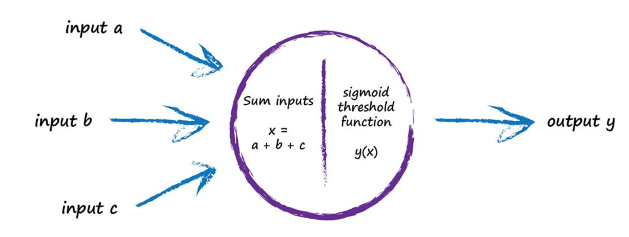 input a
input b
input c
Sum inputs
x =
a + b + c
sigmoid
threshold
function
y(x)
output y